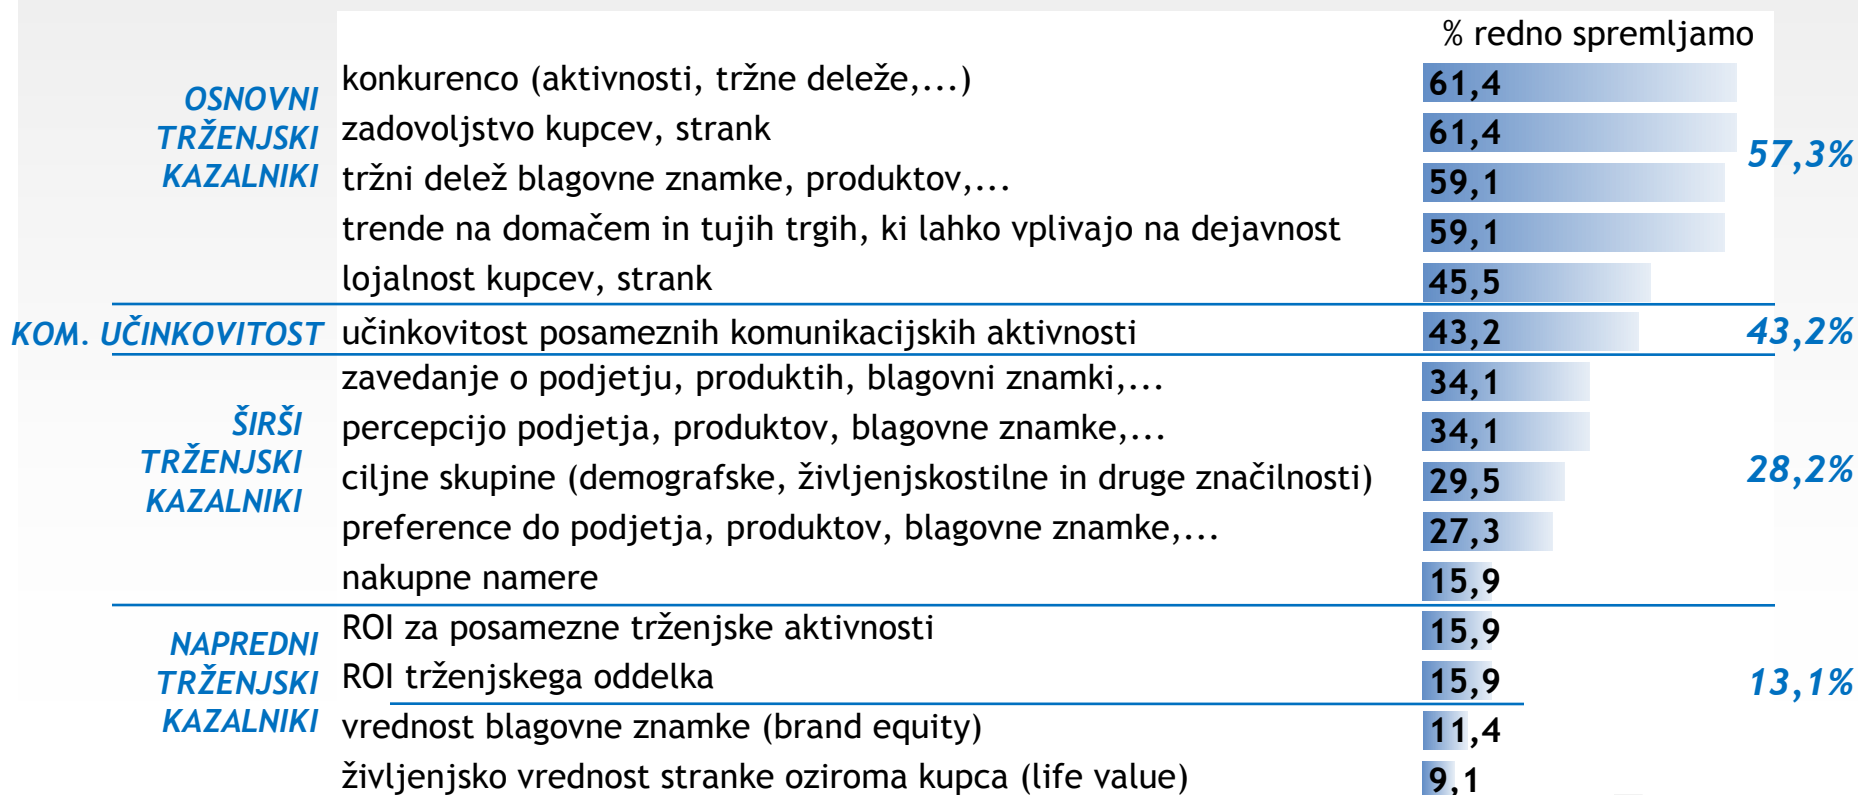 % redno spremljamo
OSNOVNI
TRŽENJSKI
KAZALNIKI
konkurenco (aktivnosti, tržne deleže,...) 61,4
zadovoljstvo kupcev, strank 61,4
tržni delež blagovne znamke, produktov,... 59,1
trende na domačem in tujih trgih, ki lahko vplivajo na dejavnost 59,1
lojalnost kupcev, strank 45,5
57,3%
KOM. UČINKOVITOST učinkovitost posameznih komunikacijskih aktivnosti 43,2 43,2%
ŠIRŠI
TRŽENJSKI
KAZALNIKI
zavedanje o podjetju, produktih, blagovni znamki,... 34,1
percepcijo podjetja, produktov, blagovne znamke,... 34,1
ciljne skupine (demografske, življenjskostilne in druge značilnosti) 29,5
preference do podjetja, produktov, blagovne znamke,... 27,3
nakupne namere 15,9
28,2%
NAPREDNI
TRŽENJSKI
KAZALNIKI
ROI za posamezne trženjske aktivnosti 15,9
ROI trženjskega oddelka 15,9
vrednost blagovne znamke (brand equity) 11,4
življenjsko vrednost stranke oziroma kupca (life value) 9,1
13,1%